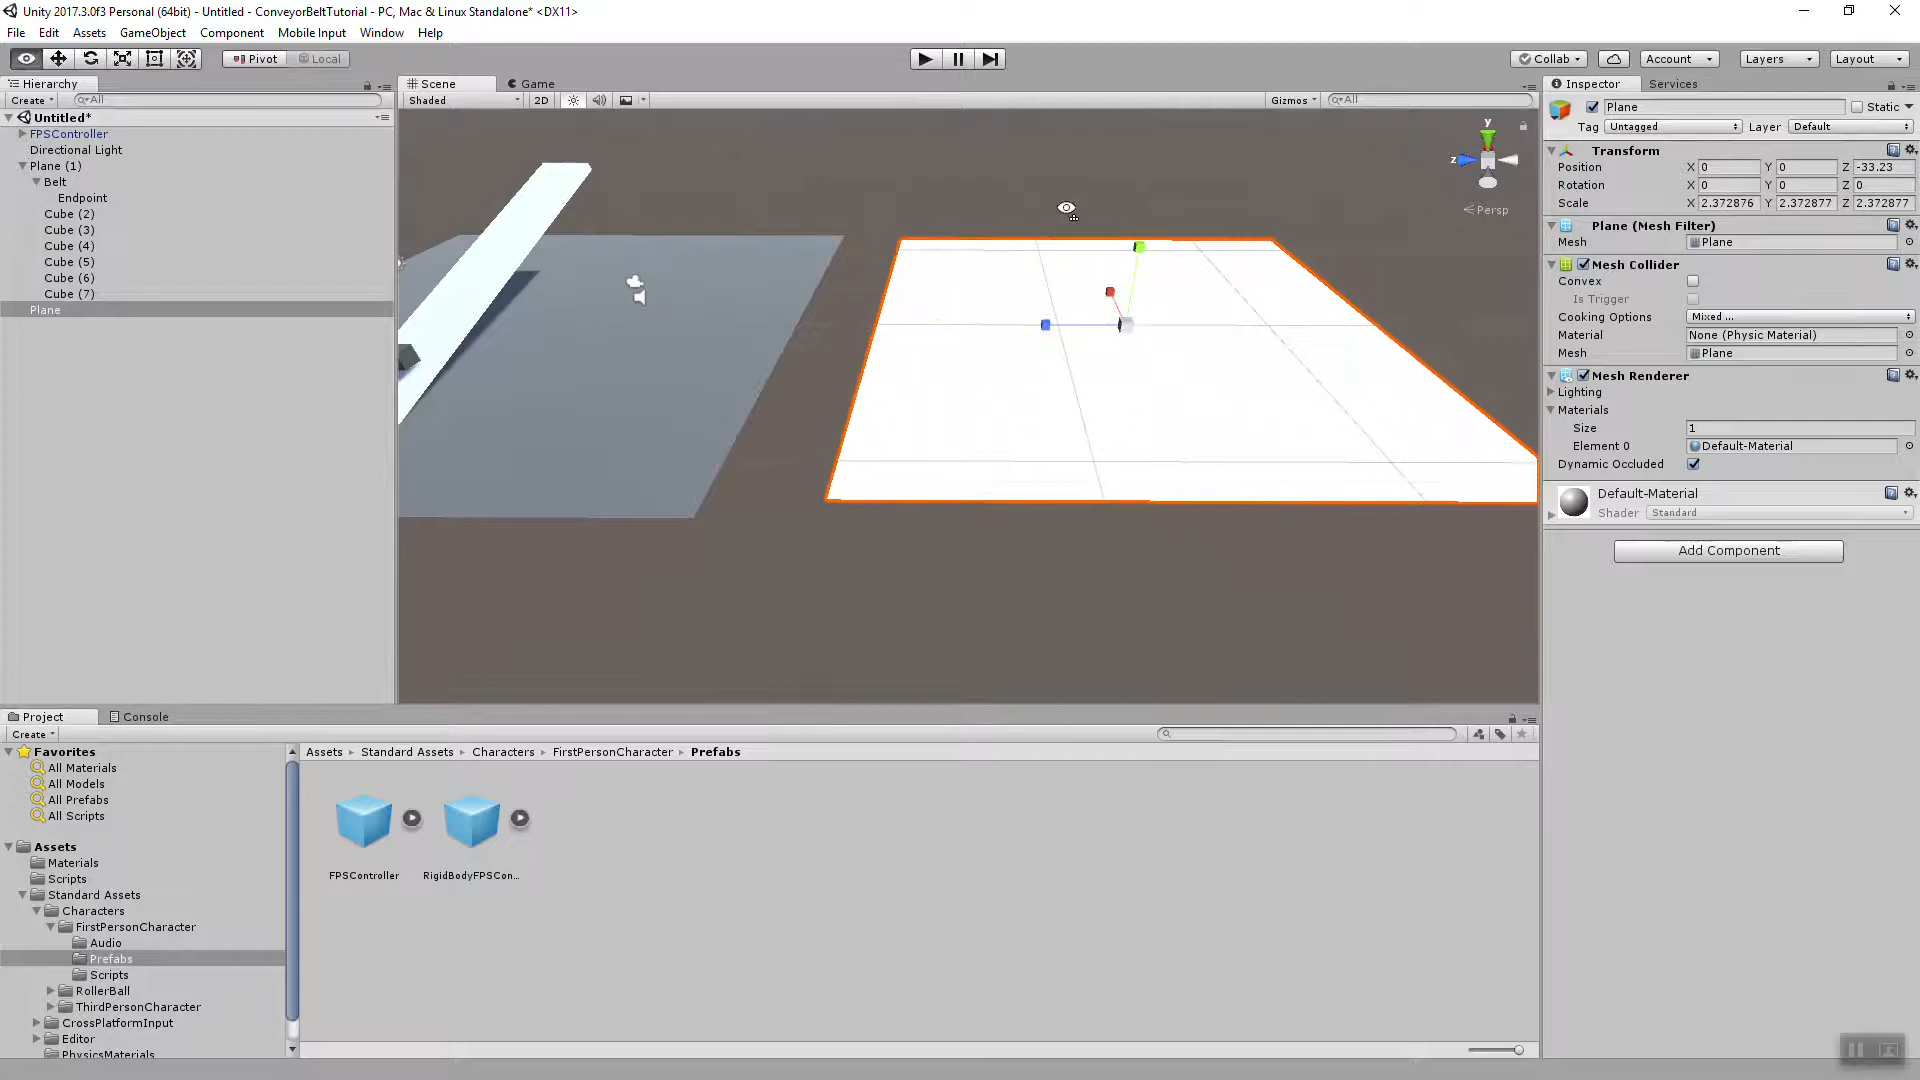 Unity 2017.3.0f3 Personal (64bit) - Untitled - ConveyorBeltTutorial - PC, Mac & Linux Standalone* <DX11>
File Edit Assets GameObject Component Mobile Input Window Help
Pivot Local Collab Account Layers Layout
Hierarchy
Create All
Untitled*
FPSController
Directional Light
Plane (1)
Belt
Endpoint
Cube (2)
Cube (3)
Cube (4)
Cube (5)
Cube (6)
Cube (7)
Plane
Scene Game
Shaded 2D Gizmos All
y
z
Persp
Inspector Services
Plane Static
Tag Untagged Layer Default
Transform
Position X 0 Y 0 Z -33.23
Rotation X 0 Y 0 Z 0
Scale X 2.372876 Y 2.372877 Z 2.372877
Plane (Mesh Filter)
Mesh Plane
Mesh Collider
Convex
Is Trigger
Cooking Options Mixed ...
Material None (Physic Material)
Mesh Plane
Mesh Renderer
Lighting
Materials
Size 1
Element 0 Default-Material
Dynamic Occluded
Default-Material
Shader Standard
Add Component
Project Console
Create
Favorites
All Materials
All Models
All Prefabs
All Scripts
Assets
Materials
Scripts
Standard Assets
Characters
FirstPersonCharacter
Audio
Prefabs
Scripts
RollerBall
ThirdPersonCharacter
CrossPlatformInput
Editor
PhysicsMaterials
Assets Standard Assets Characters FirstPersonCharacter Prefabs
FPSController RigidBodyFPSCon...